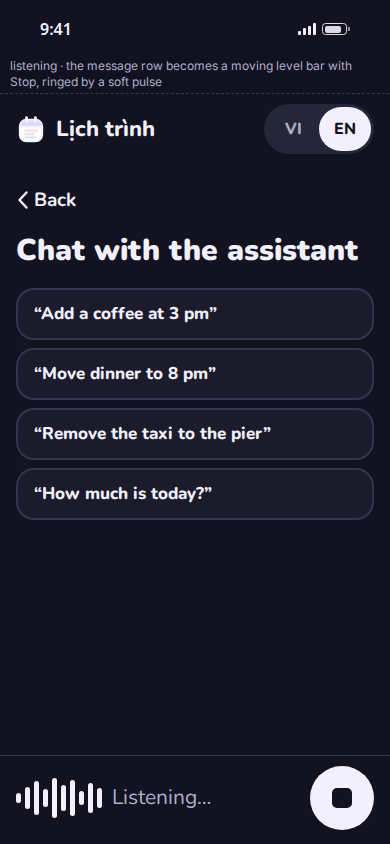 9:41
listening · the message row becomes a moving level bar with
Stop, ringed by a soft pulse
Lịch trình
VI
EN
Back
Chat with the assistant
“Add a coffee at 3 pm”
“Move dinner to 8 pm”
“Remove the taxi to the pier”
“How much is today?”
Listening...